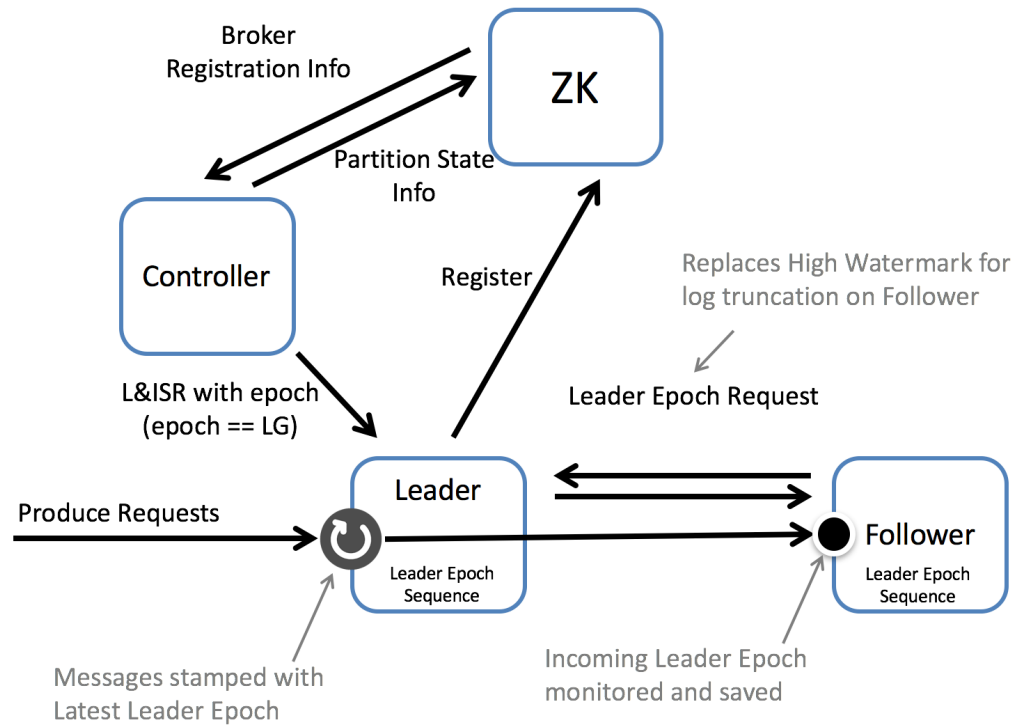 Broker
Registration Info
ZK
Partition State
Info
Controller
Register
Replaces High Watermark for
log truncation on Follower
L&ISR with epoch
(epoch == LG)
Leader Epoch Request
Produce Requests
Leader
Leader Epoch
Sequence
Follower
Leader Epoch
Sequence
Messages stamped with
Latest Leader Epoch
Incoming Leader Epoch
monitored and saved